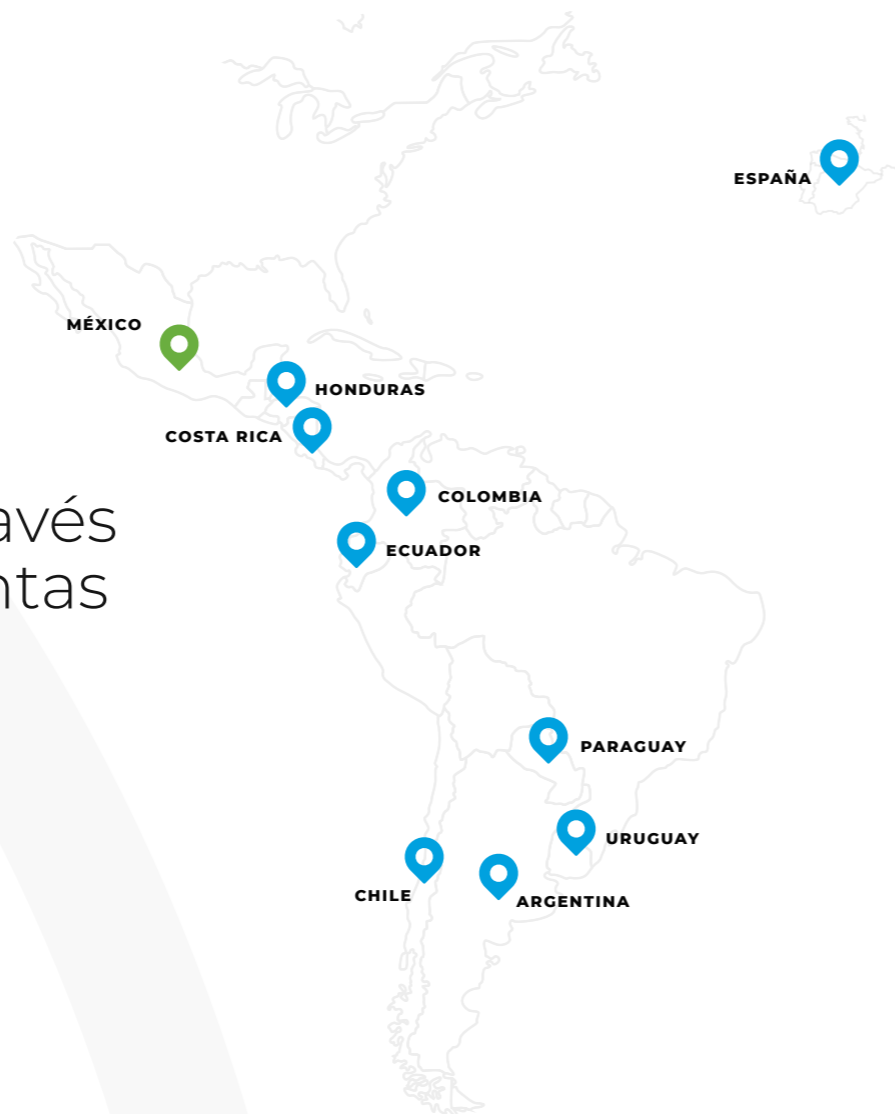 ESPAÑA
MÉXICO
HONDURAS
COSTA RICA
COLOMBIA
avés
ECUADOR
ntas
PARAGUAY
URUGUAY
CHILE
ARGENTINA